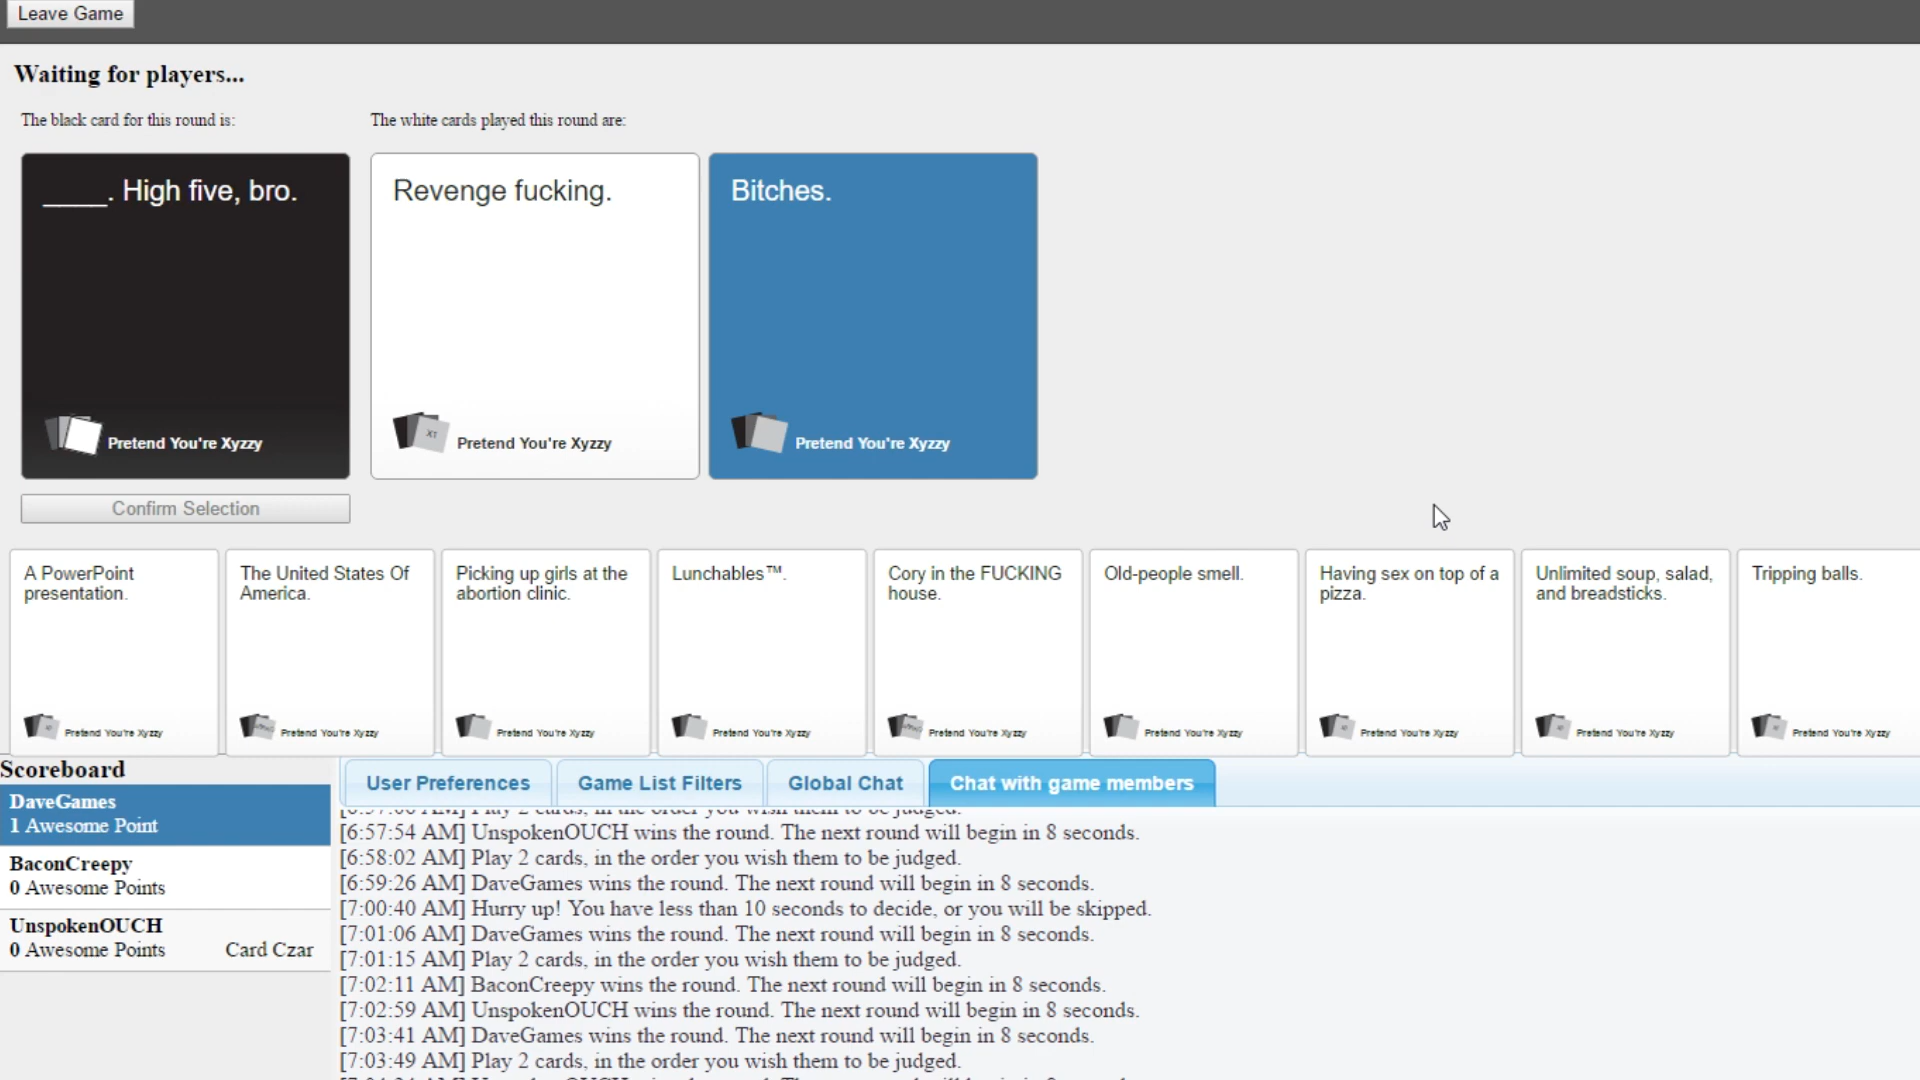 Leave Game
Waiting for players...
The black card for this round is:
The white cards played this round are:
____. High five, bro.
Pretend You're Xyzzy
Revenge fucking.
XT
Pretend You're Xyzzy
Bitches.
Pretend You're Xyzzy
Confirm Selection
A PowerPoint
presentation.
Pretend You're Xyzzy
The United States Of
America.
Pretend You're Xyzzy
Picking up girls at the
abortion clinic.
Pretend You're Xyzzy
Lunchables™.
Pretend You're Xyzzy
Cory in the FUCKING
house.
Pretend You're Xyzzy
Old-people smell.
Pretend You're Xyzzy
Having sex on top of a
pizza.
Pretend You're Xyzzy
Unlimited soup, salad,
and breadsticks.
Pretend You're Xyzzy
Tripping balls.
Pretend You're Xyzzy
Scoreboard
DaveGames
1 Awesome Point
BaconCreepy
0 Awesome Points
UnspokenOUCH
0 Awesome Points Card Czar
User Preferences
Game List Filters
Global Chat
Chat with game members
Play 2 cards, in the order you wish them to be judged.
[6:57:54 AM] UnspokenOUCH wins the round. The next round will begin in 8 seconds.
[6:58:02 AM] Play 2 cards, in the order you wish them to be judged.
[6:59:26 AM] DaveGames wins the round. The next round will begin in 8 seconds.
[7:00:40 AM] Hurry up! You have less than 10 seconds to decide, or you will be skipped.
[7:01:06 AM] DaveGames wins the round. The next round will begin in 8 seconds.
[7:01:15 AM] Play 2 cards, in the order you wish them to be judged.
[7:02:11 AM] BaconCreepy wins the round. The next round will begin in 8 seconds.
[7:02:59 AM] UnspokenOUCH wins the round. The next round will begin in 8 seconds.
[7:03:41 AM] DaveGames wins the round. The next round will begin in 8 seconds.
[7:03:49 AM] Play 2 cards, in the order you wish them to be judged.